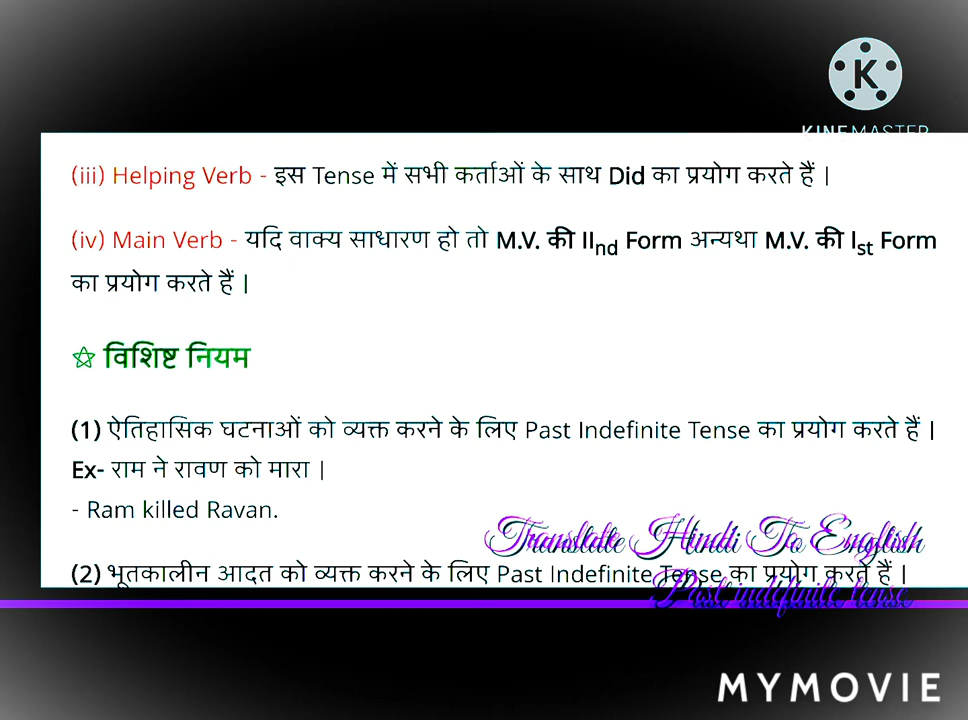 KINEMASTER
(iii) Helping Verb - इस Tense में सभी कर्ताओं के साथ Did का प्रयोग करते हैं |
(iv) Main Verb - यदि वाक्य साधारण हो तो M.V. की IInd Form अन्यथा M.V. की Ist Form
का प्रयोग करते हैं |
☆ विशिष्ट नियम
(1) ऐतिहासिक घटनाओं को व्यक्त करने के लिए Past Indefinite Tense का प्रयोग करते हैं |
Ex- राम ने रावण को मारा |
- Ram killed Ravan.
Translate Hindi To English
(2) भूतकालीन आदत को व्यक्त करने के लिए Past Indefinite Tense का प्रयोग करते हैं |
Past indefinite tense
MYMOVIE